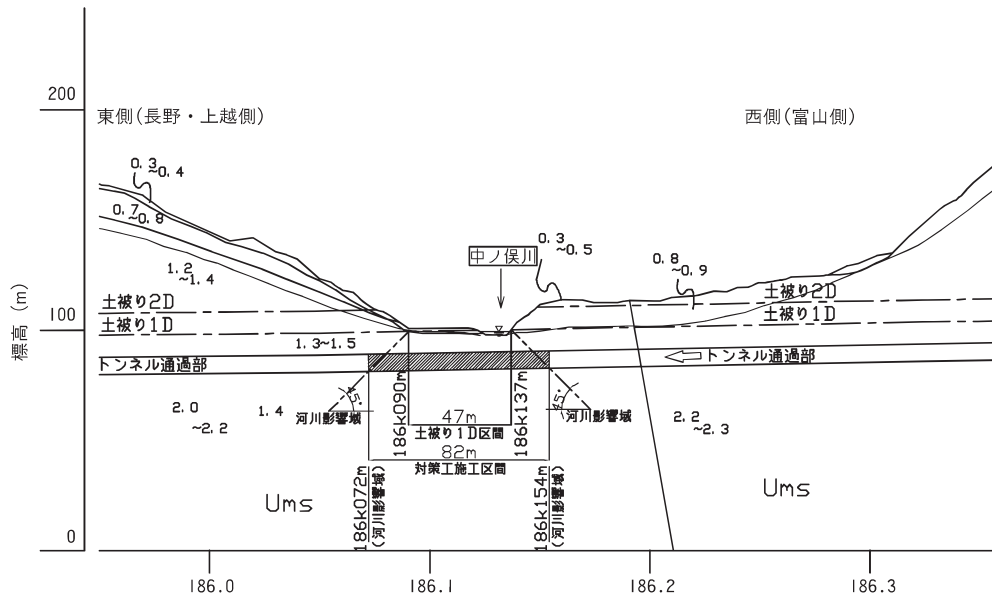 200
東側(長野・上越側)
西側(富山側)
0.3
~0.4
0.7
~0.8
1.2
~1.4
中ノ俣川
0.3
~0.5
0.8
~0.9
土被り2D
土被り2D
標高 (m)
100
土被り1D
土被り1D
1.3~1.5
トンネル通過部
トンネル通過部
45°
45°
186k090m
186k137m
2.0
~2.2
1.4
河川影響域
河川影響域
47m
土被り1D区間
2.2
~2.3
82m
対策工施工区間
186k072m
(河川影響域)
186k154m
(河川影響域)
Ums
Ums
0
186.0
186.1
186.2
186.3